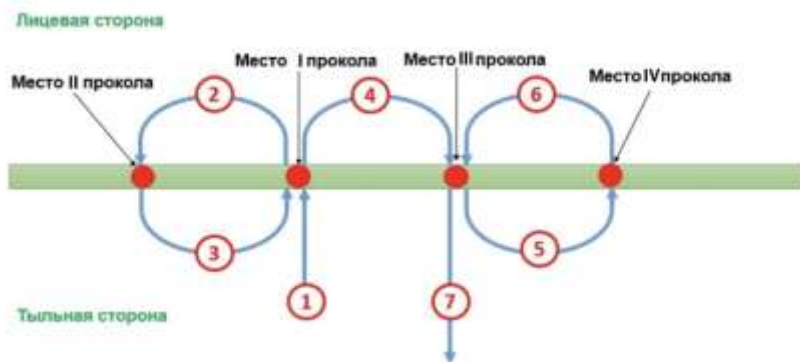 Лицевая сторона
Место I прокола
Место III прокола
Место II прокола
Место IV прокола
2
4
6
3
5
1
7
Тыльная сторона